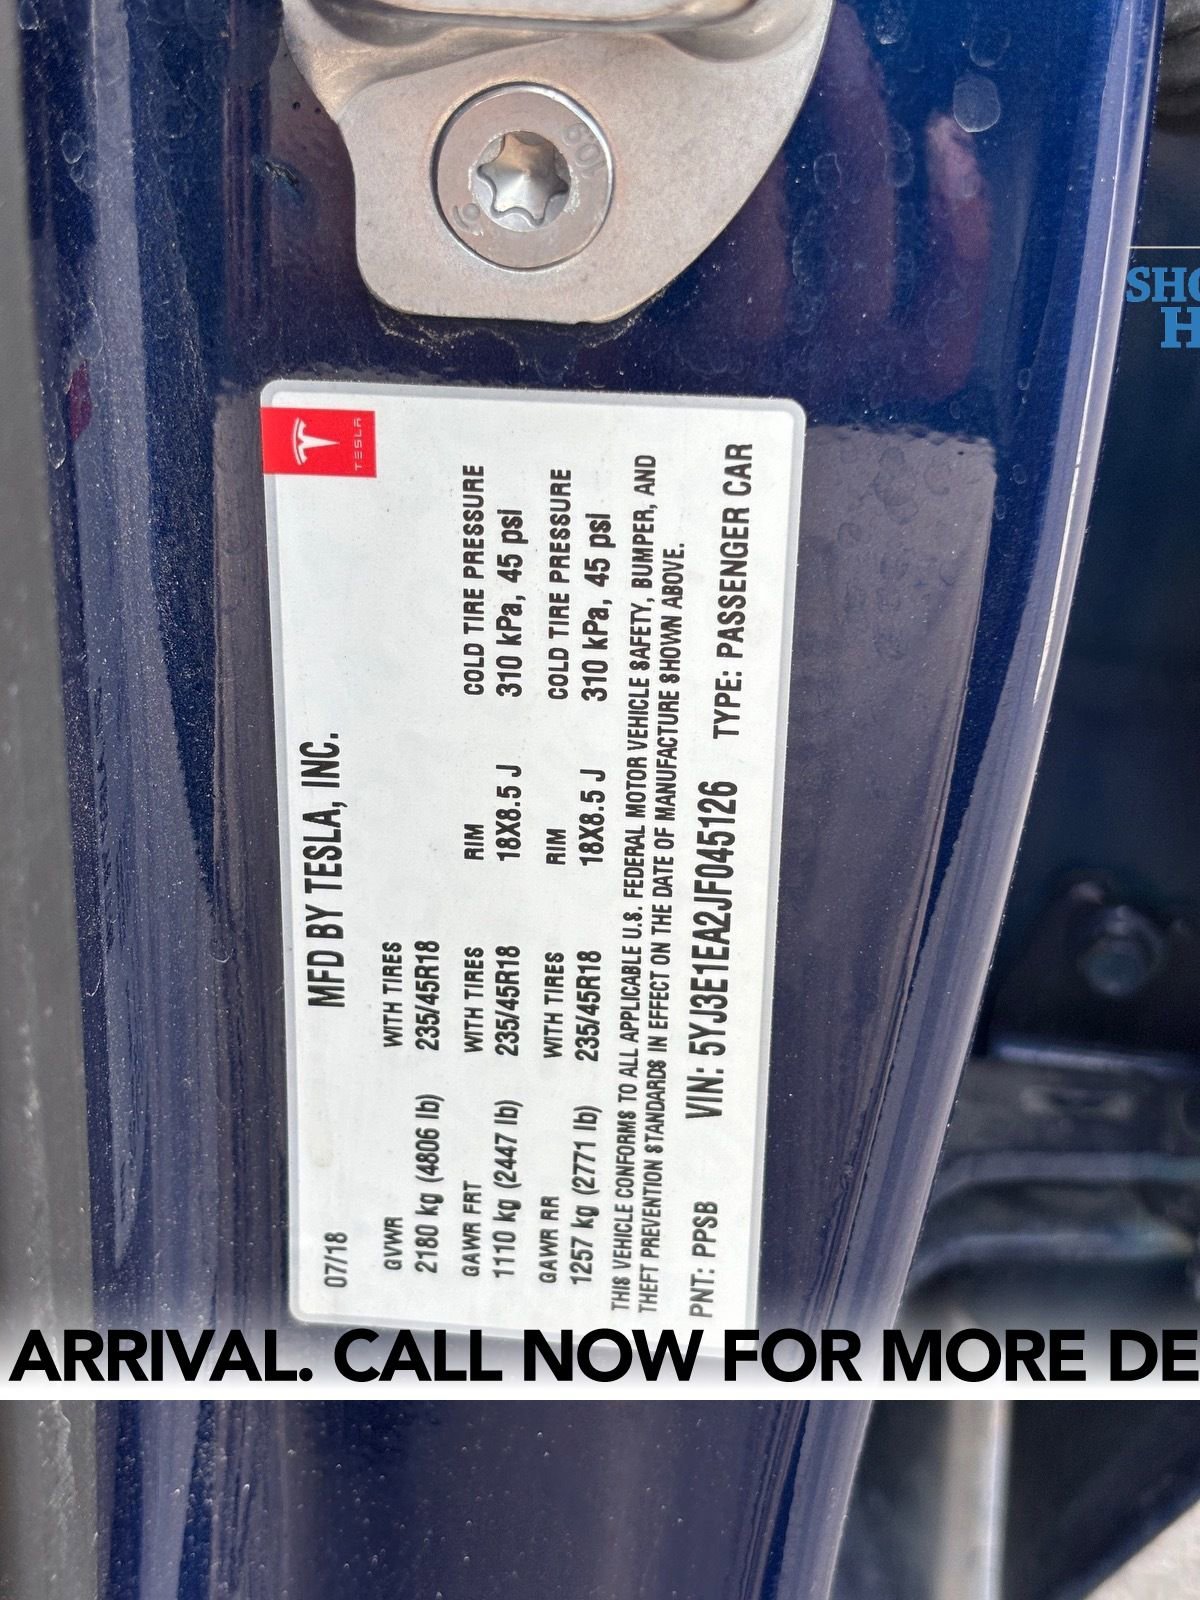 60L
9
TESLA
07/18 MFD BY TESLA, INC.
GVWR WITH TIRES
2180 kg (4806 lb) 235/45R18
GAWR FRT WITH TIRES RIM COLD TIRE PRESSURE
1110 kg (2447 lb) 235/45R18 18X8.5 J 310 kPa, 45 psi
GAWR RR WITH TIRES RIM COLD TIRE PRESSURE
1257 kg (2771 lb) 235/45R18 18X8.5 J 310 kPa, 45 psi
THIS VEHICLE CONFORMS TO ALL APPLICABLE U.S. FEDERAL MOTOR VEHICLE SAFETY, BUMPER, AND
THEFT PREVENTION STANDARDS IN EFFECT ON THE DATE OF MANUFACTURE SHOWN ABOVE.
PNT: PPSB VIN: 5YJ3E1EA2JF045126 TYPE: PASSENGER CAR
SHO
H
ARRIVAL. CALL NOW FOR MORE DE